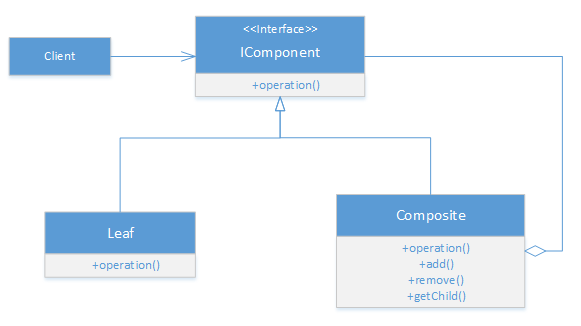 Client
<<Interface>>
IComponent
+operation()
Leaf
+operation()
Composite
+operation()
+add()
+remove()
+getChild()